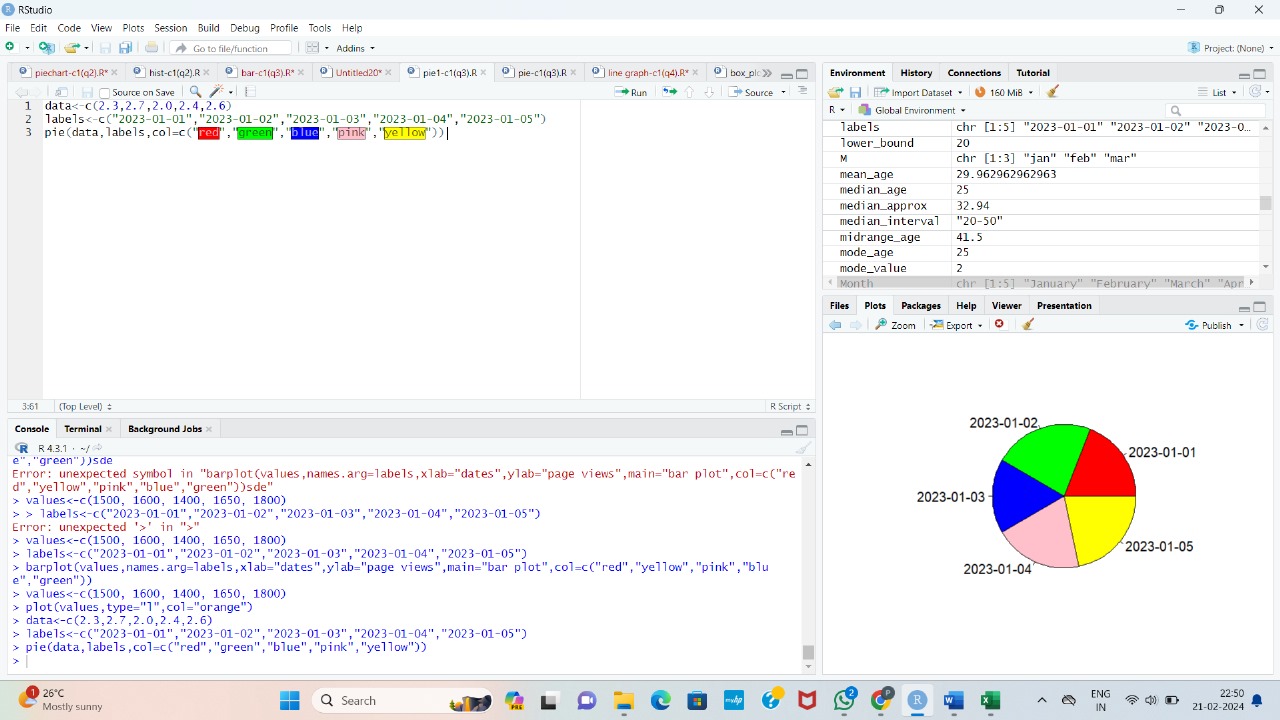 RStudio
File Edit Code View Plots Session Build Debug Profile Tools Help
Go to file/function Addins Project: (None)
piechart-c1(q hist-c1(q2).R bar-c1(q3).R* Untitled20* pie1-c1(q3).R pie-c1(q3).R line graph-c1(q4).R* box_pl
Source on Save Run Source
1 data<-c(2.3,2.7,2.0,2.4,2.6)
2 labels<-c("2023-01-01","2023-01-02","2023-01-03","2023-01-04","2023-01-05")
3 pie(data,labels,col=c("red","green","blue","pink","yellow"))
3:61 (Top Level) R Script
Console Terminal Background Jobs
R 4.3.1 · ~/
e","green"))sde
Error: unexpected symbol in "barplot(values,names.arg=labels,xlab="dates",ylab="page views",main="bar plot",col=c("re
d","yellow","pink","blue","green"))sde"
> values<-c(1500, 1600, 1400, 1650, 1800)
> > labels<-c("2023-01-01","2023-01-02","2023-01-03","2023-01-04","2023-01-05")
Error: unexpected '>' in ">"
> values<-c(1500, 1600, 1400, 1650, 1800)
> labels<-c("2023-01-01","2023-01-02","2023-01-03","2023-01-04","2023-01-05")
> barplot(values,names.arg=labels,xlab="dates",ylab="page views",main="bar plot",col=c("red","yellow","pink","blu
e","green"))
> values<-c(1500, 1600, 1400, 1650, 1800)
> plot(values,type="l",col="orange")
> data<-c(2.3,2.7,2.0,2.4,2.6)
> labels<-c("2023-01-01","2023-01-02","2023-01-03","2023-01-04","2023-01-05")
> pie(data,labels,col=c("red","green","blue","pink","yellow"))
>
Environment History Connections Tutorial
Import Dataset 160 MiB List
R Global Environment
labels chr [1:5] "2023-01-01" "2023-01-02" "2023-0...
lower_bound 20
M chr [1:3] "jan" "feb" "mar"
mean_age 29.962962962963
median_age 25
median_approx 32.94
median_interval "20-50"
midrange_age 41.5
mode_age 25
mode_value 2
Month chr [1:5] "January" "February" "March" "Apr
Files Plots Packages Help Viewer Presentation
Zoom Export Publish
2023-01-02
2023-01-01
2023-01-03
2023-01-05
2023-01-04
1 26°C
Mostly sunny
Search
2
ENG
IN
22:50
21-02-2024